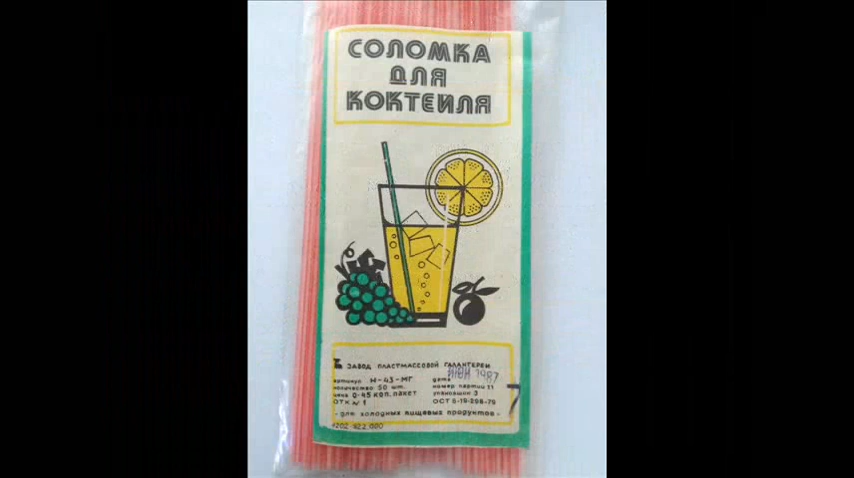 СОЛОМКА
ДЛЯ
КОКТЕЙЛЯ
ЗАВОД ПЛАСТМАССОВОЙ ГАЛАНТЕРЕИ
артикул Н-43-МГ дата ИЮН 1987
количество 50 шт. номер партии 11
цена 0-45 коп. пакет упаковщик 3
ОТК № 1 ОСТ 6-19-298-79
- для холодных пищевых продуктов -
7